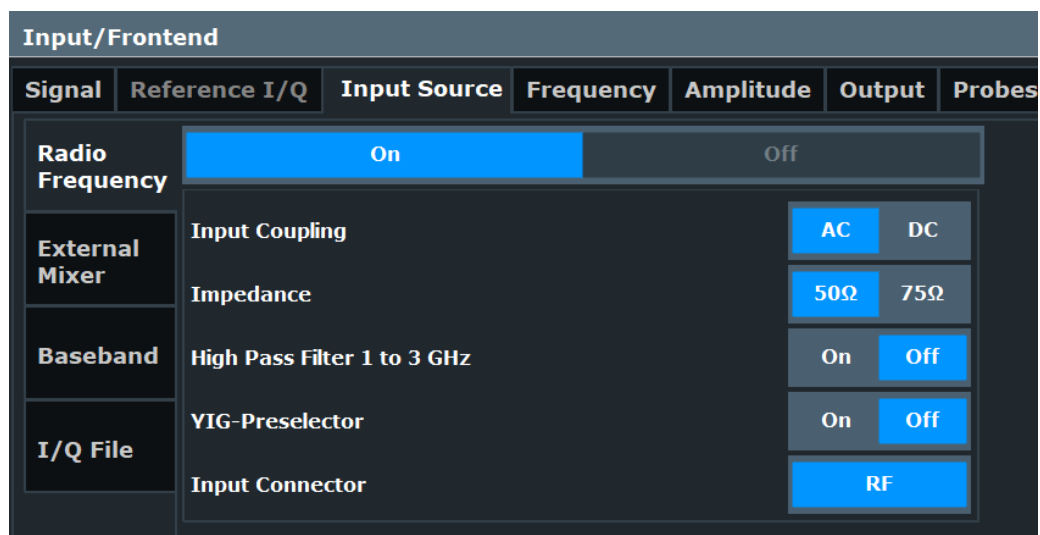 Input/Frontend
Signal Reference I/Q Input Source Frequency Amplitude Output Probes
Radio
Frequency
On Off
External
Mixer
Baseband
I/Q File
Input Coupling AC DC
Impedance 50Ω 75Ω
High Pass Filter 1 to 3 GHz On Off
YIG-Preselector On Off
Input Connector RF